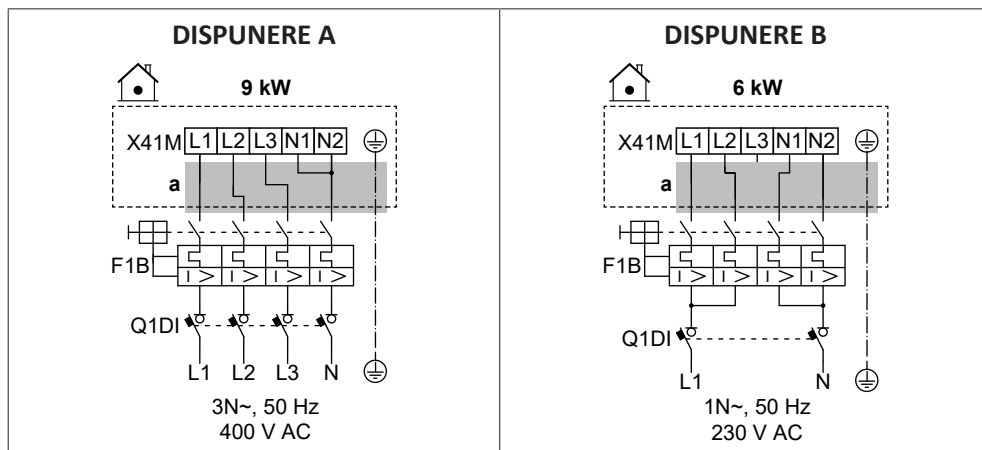 DISPUNERE A
9 kW
X41M L1 L2 L3 N1 N2
a
F1B
I > I > I > I >
Q1DI
L1 L2 L3 N
3N~, 50 Hz
400 V AC
DISPUNERE B
6 kW
X41M L1 L2 L3 N1 N2
a
F1B
I > I > I > I >
Q1DI
L1 N
1N~, 50 Hz
230 V AC